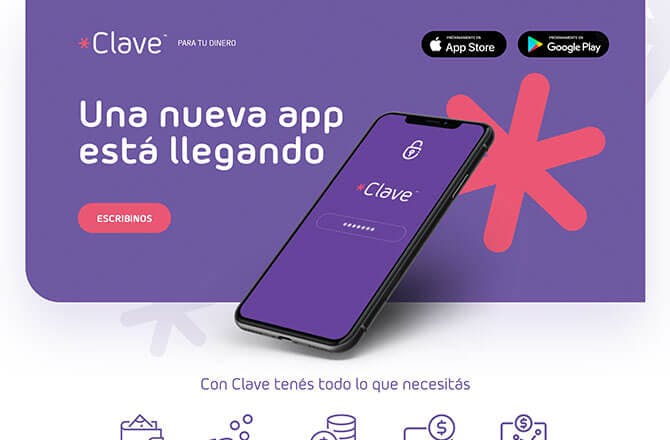 *Clave™ PARA TU DINERO
PRÓXIMAMENTE EN
App Store
PRÓXIMAMENTE EN
Google Play
Una nueva app
está llegando
ESCRIBINOS
*Clave™
*******
Con Clave tenés todo lo que necesitás